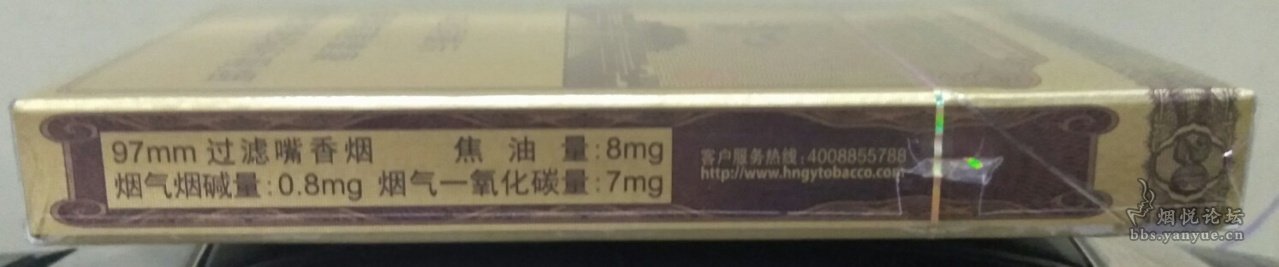 97mm 过滤嘴香烟 焦油量:8mg
烟气烟碱量:0.8mg 烟气一氧化碳量:7mg
客户服务热线:4008855788
http://www.hngytobacco.com
烟悦论坛
bbs.yanyue.cn